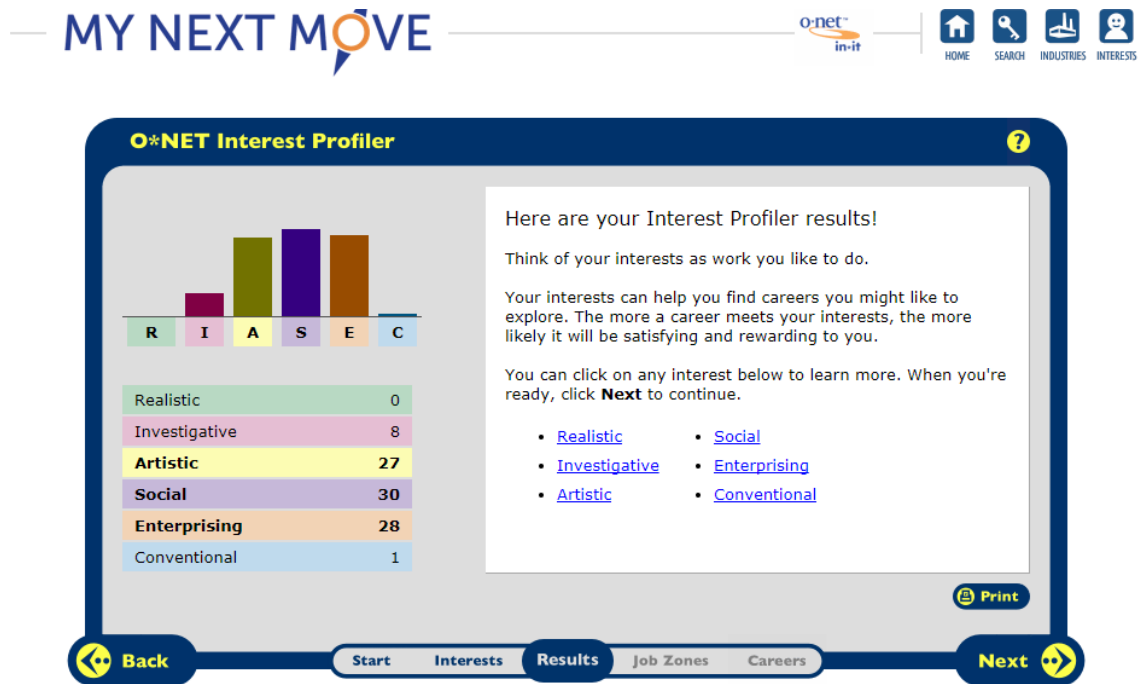 MY NEXT MOVE
o·net™
in-it
HOME
SEARCH
INDUSTRIES
INTERESTS
O*NET Interest Profiler
?
R I A S E C
Realistic 0
Investigative 8
Artistic 27
Social 30
Enterprising 28
Conventional 1
Here are your Interest Profiler results!
Think of your interests as work you like to do.
Your interests can help you find careers you might like to
explore. The more a career meets your interests, the more
likely it will be satisfying and rewarding to you.
You can click on any interest below to learn more. When you're
ready, click Next to continue.
• Realistic
• Investigative
• Artistic
• Social
• Enterprising
• Conventional
Print
Back
Start
Interests
Results
Job Zones
Careers
Next